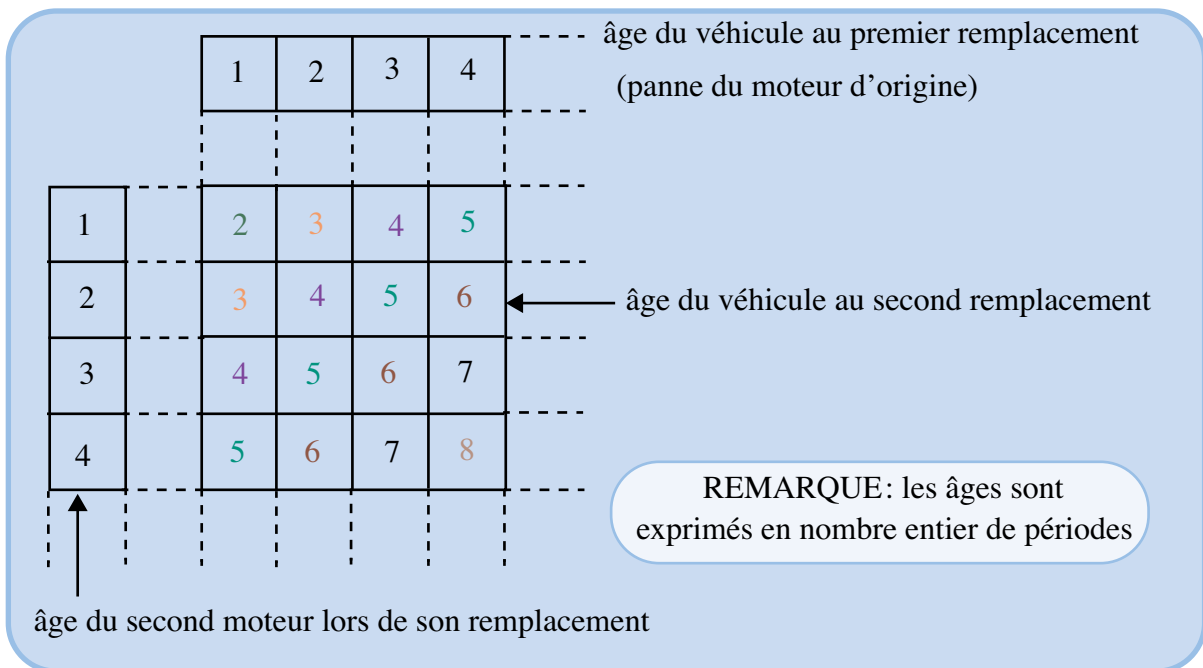 âge du véhicule au premier remplacement
(panne du moteur d'origine)
1 2 3 4
1 2 3 4 5
2 3 4 5 6
âge du véhicule au second remplacement
3 4 5 6 7
4 5 6 7 8
REMARQUE: les âges sont
exprimés en nombre entier de périodes
âge du second moteur lors de son remplacement